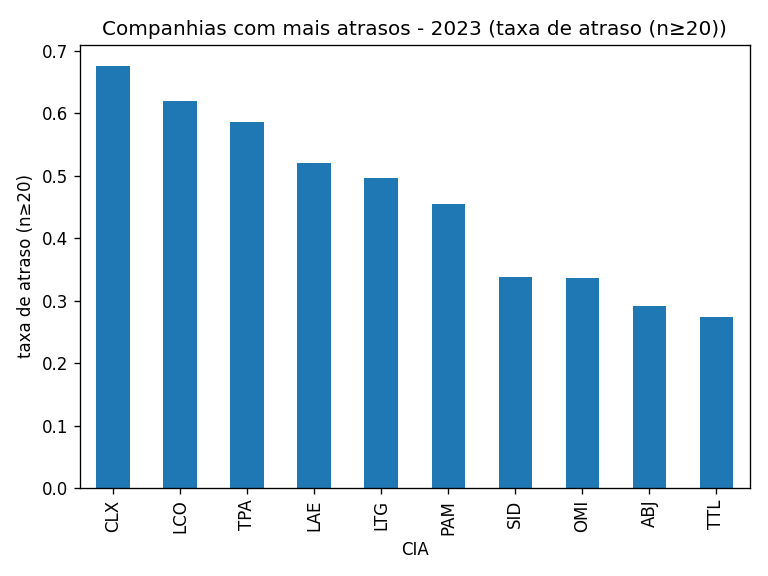 Companhias com mais atrasos - 2023 (taxa de atraso (n≥20))
taxa de atraso (n≥20)
0.7
0.6
0.5
0.4
0.3
0.2
0.1
0.0
CLX
LCO
TPA
LAE
LTG
PAM
SID
OMI
ABJ
TTL
CIA